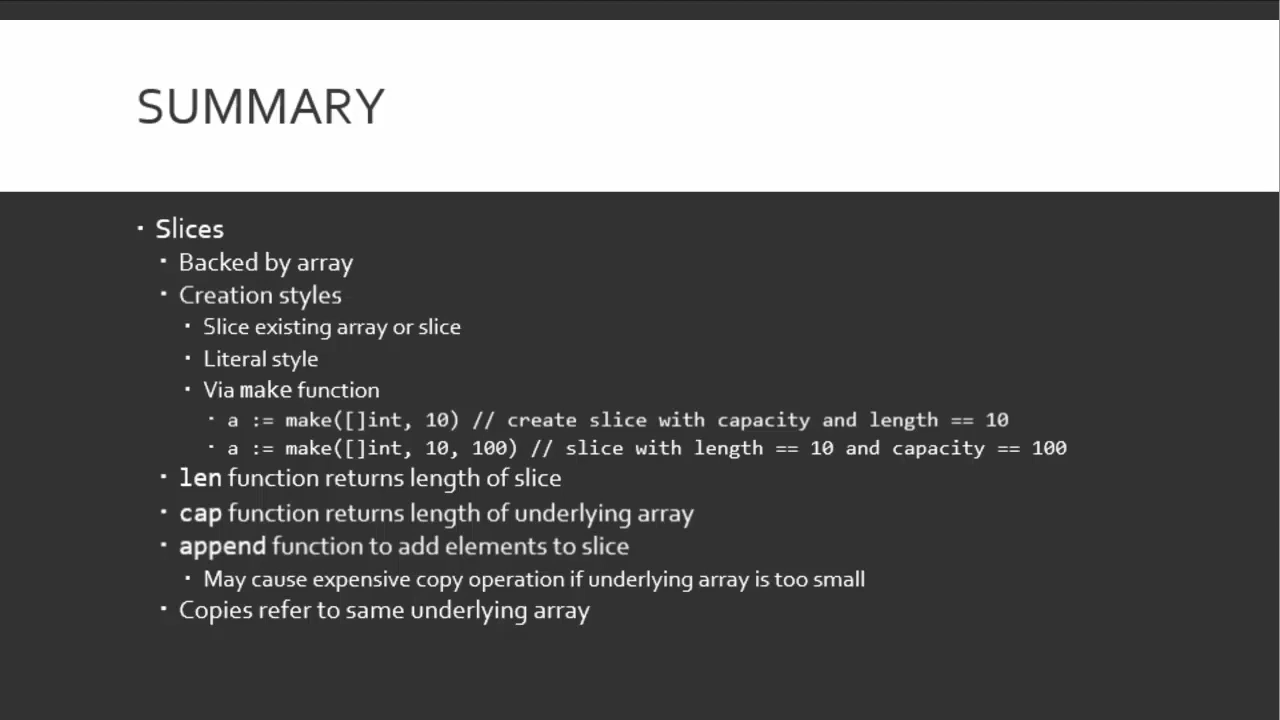 SUMMARY
▪ Slices
▪ Backed by array
▪ Creation styles
▪ Slice existing array or slice
▪ Literal style
▪ Via make function
▪ a := make([]int, 10) // create slice with capacity and length == 10
▪ a := make([]int, 10, 100) // slice with length == 10 and capacity == 100
▪ len function returns length of slice
▪ cap function returns length of underlying array
▪ append function to add elements to slice
▪ May cause expensive copy operation if underlying array is too small
▪ Copies refer to same underlying array